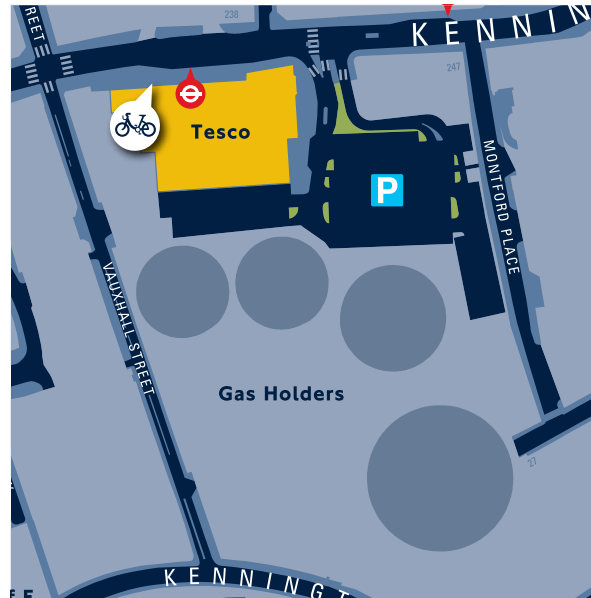 REET
238
KENNIN
247
Tesco
P
MONTFORD PLACE
VAUXHALL STREET
Gas Holders
27
KENNINGT